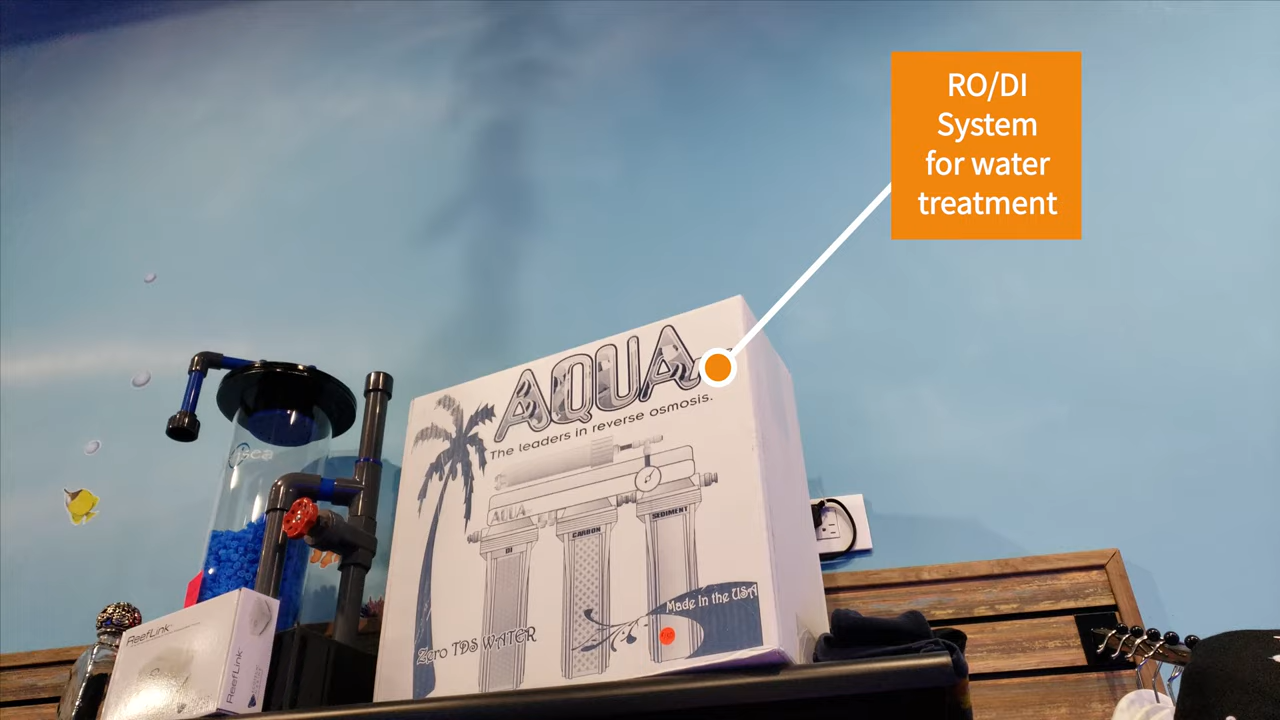 RO/DI
System
for water
treatment
AQUA
The leaders in reverse osmosis.
AQUA
DI
CARBON
SEDIMENT
Made in the USA
Zero TDS WATER
ReefLink
ReefLink